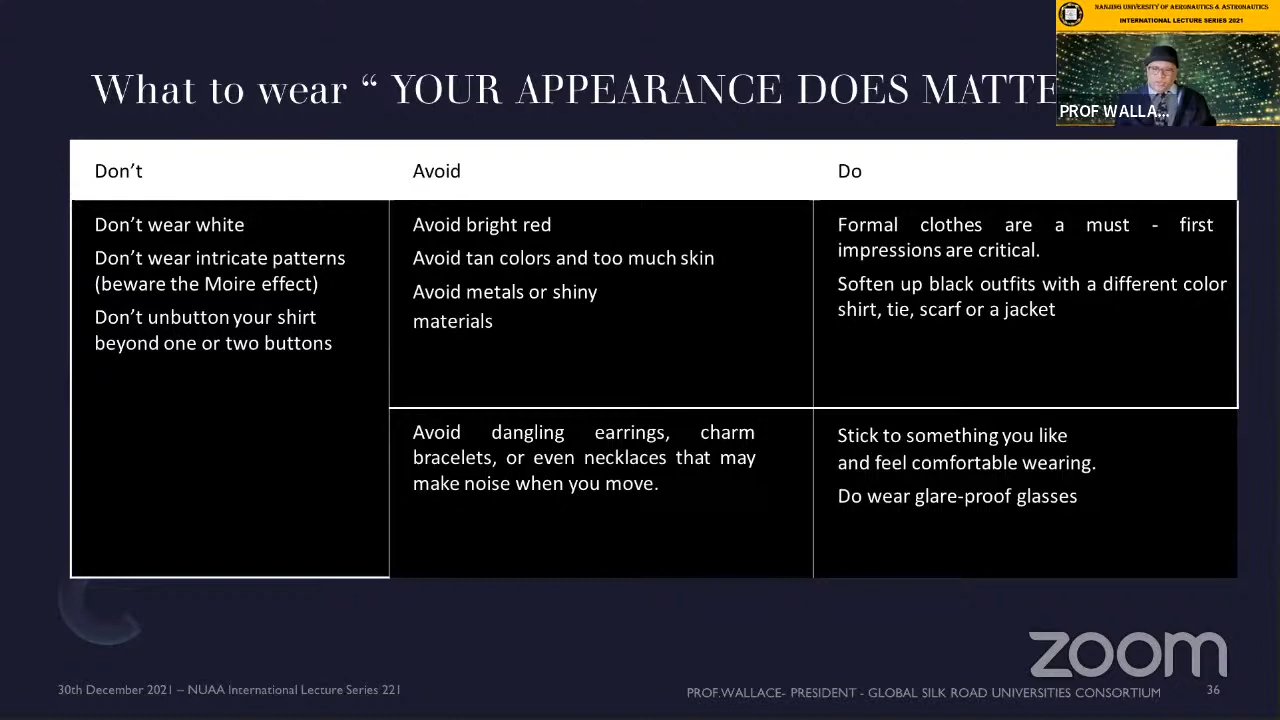 NANJING UNIVERSITY OF AERONAUTICS & ASTRONAUTICS
INTERNATIONAL LECTURE SERIES 2021
What to wear “ YOUR APPEARANCE DOES MATTE
PROF WALLA...
Don’t
Avoid
Do
Don’t wear white
Don’t wear intricate patterns
(beware the Moire effect)
Don’t unbutton your shirt
beyond one or two buttons
Avoid bright red
Avoid tan colors and too much skin
Avoid metals or shiny
materials
Formal clothes are a must - first
impressions are critical.
Soften up black outfits with a different color
shirt, tie, scarf or a jacket
Avoid dangling earrings, charm
bracelets, or even necklaces that may
make noise when you move.
Stick to something you like
and feel comfortable wearing.
Do wear glare-proof glasses
zoom
30th December 2021 – NUAA International Lecture Series 221
PROF.WALLACE- PRESIDENT - GLOBAL SILK ROAD UNIVERSITIES CONSORTIUM
36